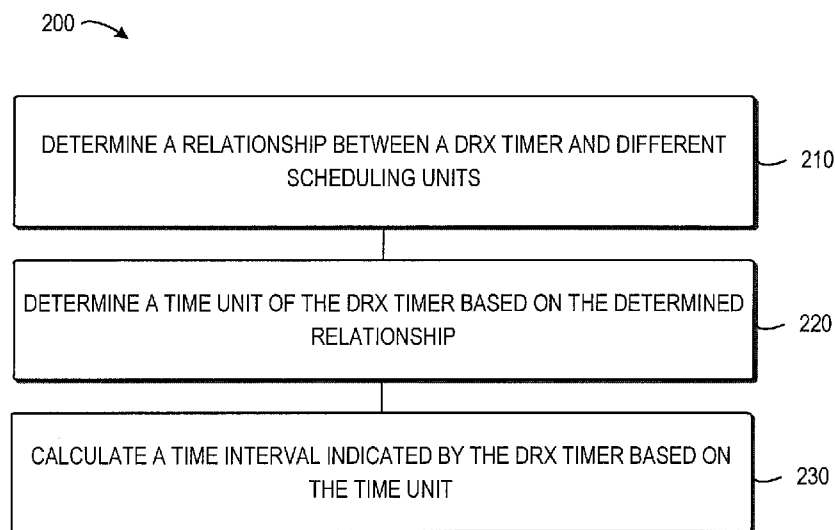 200
DETERMINE A RELATIONSHIP BETWEEN A DRX TIMER AND DIFFERENT
SCHEDULING UNITS
210
DETERMINE A TIME UNIT OF THE DRX TIMER BASED ON THE DETERMINED
RELATIONSHIP
220
CALCULATE A TIME INTERVAL INDICATED BY THE DRX TIMER BASED ON
THE TIME UNIT
230